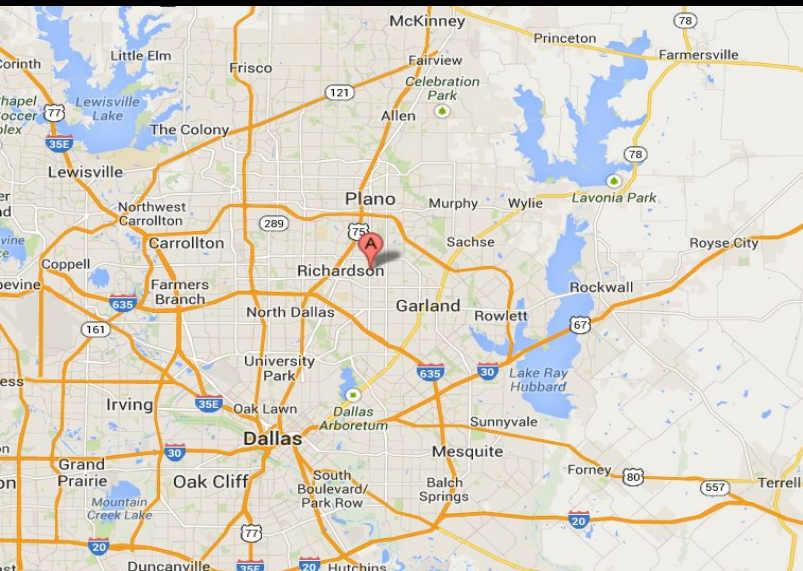 McKinney
78
Princeton
Farmersville
Little Elm
Corinth
Frisco
Fairview
Celebration
Park
121
Chapel
Soccer
plex
77
Lewisville
Lake
Allen
The Colony
35E
78
Lewisville
Plano
Lavonia Park
Northwest
Carrollton
Murphy
Wylie
289
75
A
Sachse
Royse City
Carrollton
Coppell
Richardson
Farmers
Branch
Rockwall
635
Garland
North Dallas
Rowlett
67
161
University
Park
635
30
Lake Ray
Hubbard
Irving
35E
Oak Lawn
Dallas
Arboretum
Sunnyvale
Dallas
30
Mesquite
Grand
Prairie
Forney
80
Oak Cliff
South
Boulevard/
Park Row
Balch
Springs
557
Terrell
Mountain
Creek Lake
20
77
20
Duncanville
35E
20
Hutchins